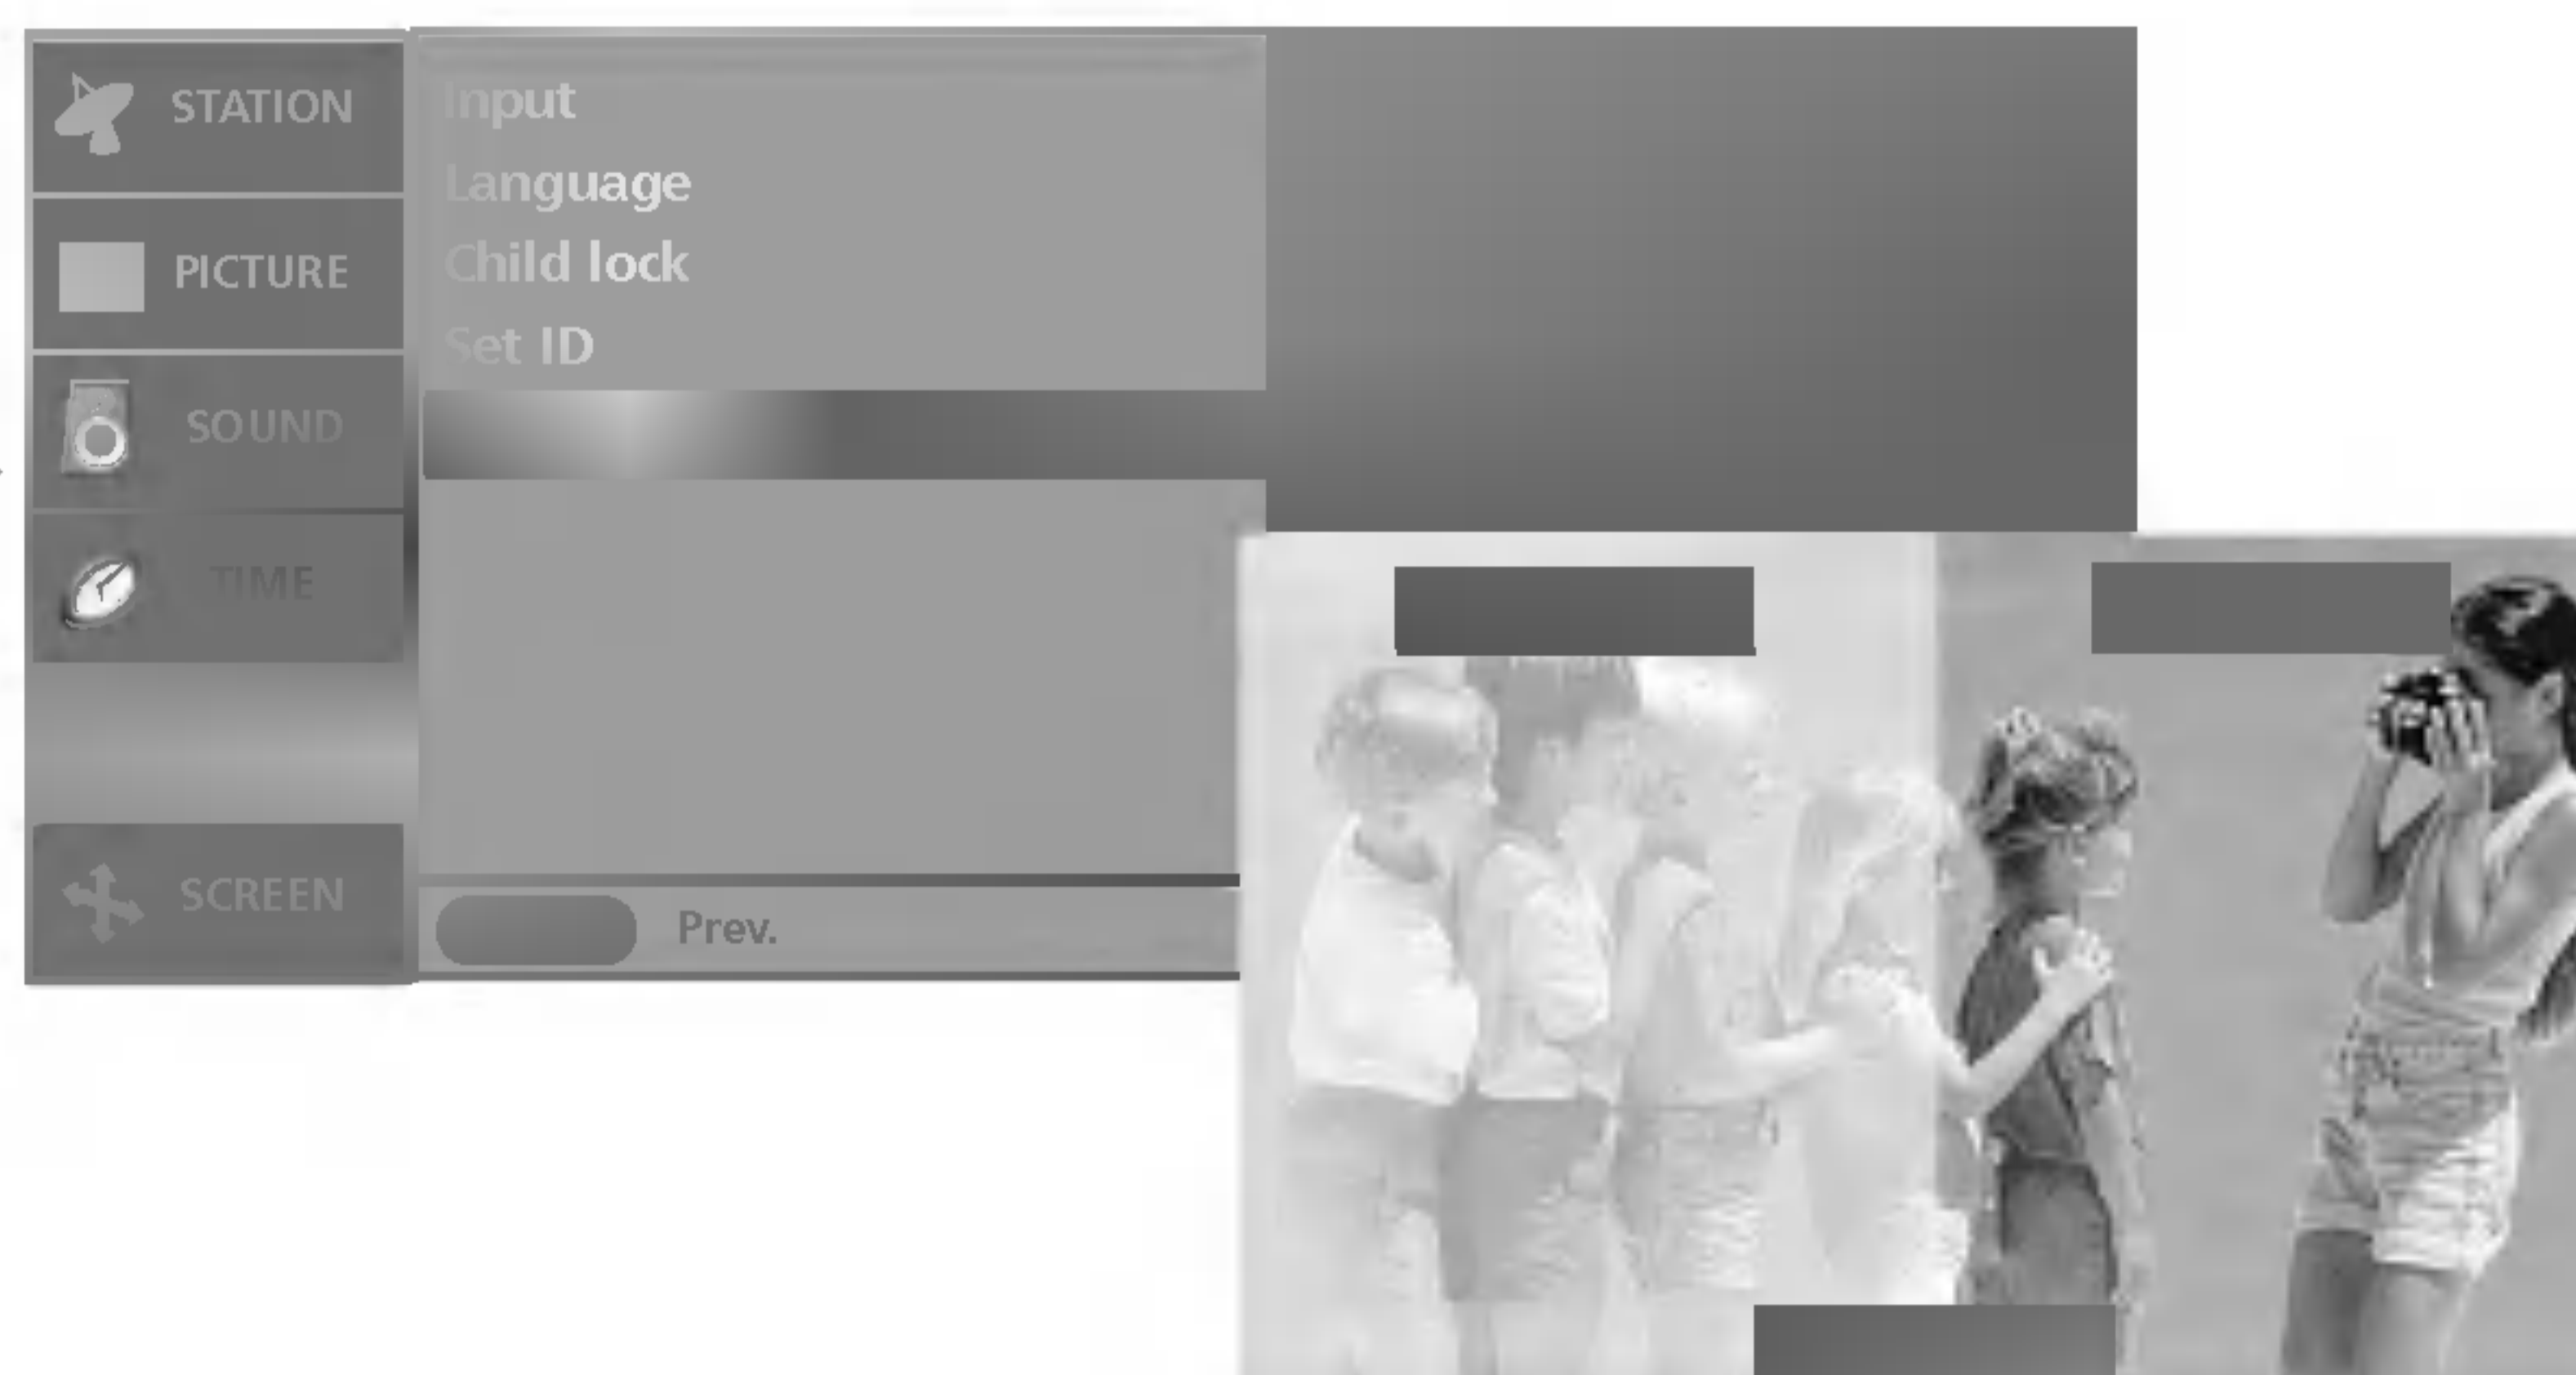 STATION
PICTURE
SOUND
TIME
SCREEN
Input
Language
Child lock
Set ID
Prev.